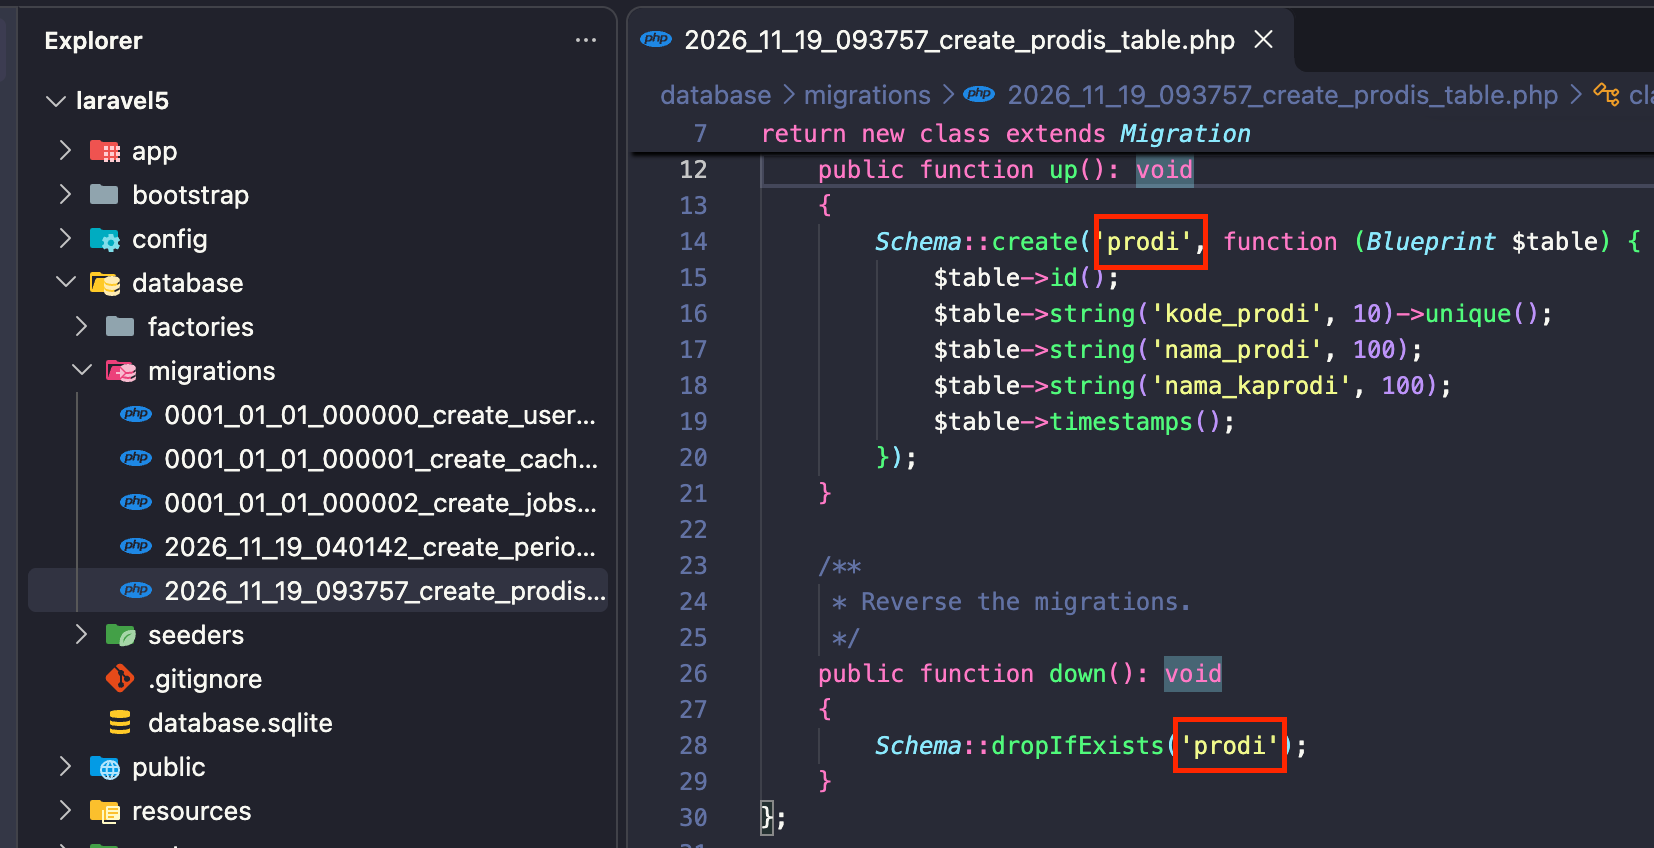 Explorer
laravel5
app
bootstrap
config
database
factories
migrations
0001_01_01_000000_create_user...
0001_01_01_000001_create_cach...
0001_01_01_000002_create_jobs...
2026_11_19_040142_create_perio...
2026_11_19_093757_create_prodis...
seeders
.gitignore
database.sqlite
public
resources
php 2026_11_19_093757_create_prodis_table.php
database > migrations > php 2026_11_19_093757_create_prodis_table.php > cl
7 return new class extends Migration
12 public function up(): void
13 {
14 Schema::create('prodi', function (Blueprint $table) {
15 $table->id();
16 $table->string('kode_prodi', 10)->unique();
17 $table->string('nama_prodi', 100);
18 $table->string('nama_kaprodi', 100);
19 $table->timestamps();
20 });
21 }
22
23 /**
24 * Reverse the migrations.
25 */
26 public function down(): void
27 {
28 Schema::dropIfExists('prodi');
29 }
30 };